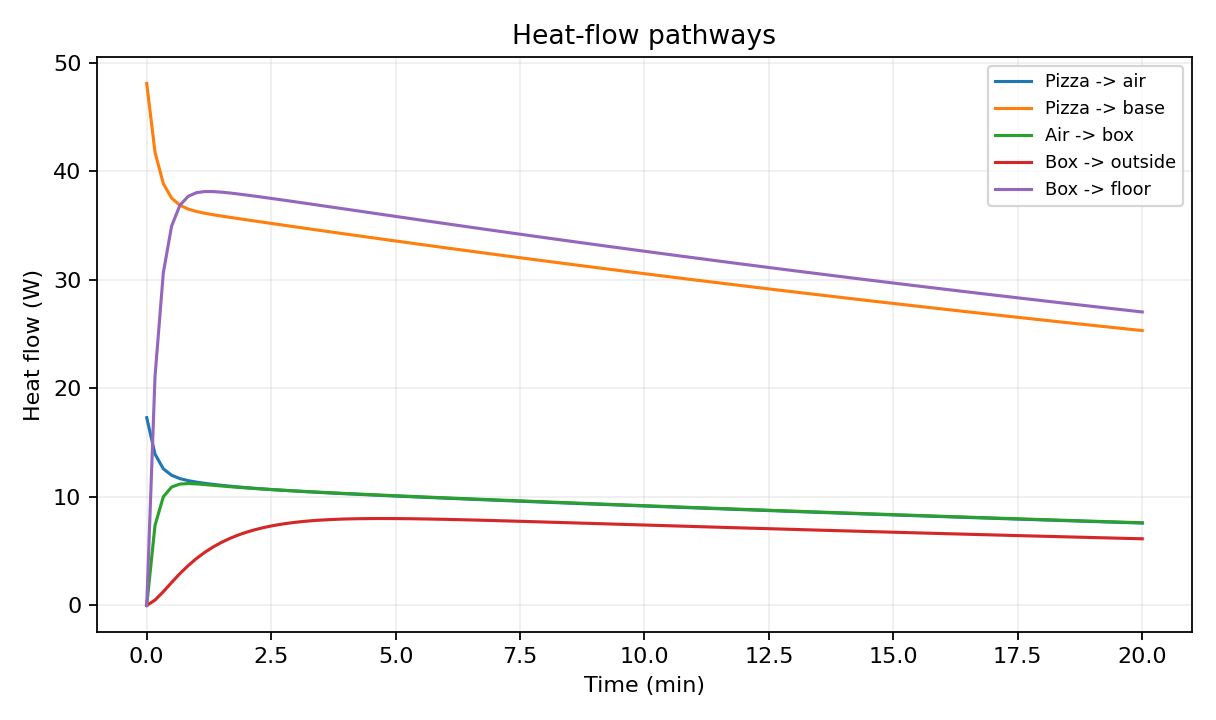 Heat-flow pathways
50
40
30
20
10
0
Heat flow (W)
Pizza -> air
Pizza -> base
Air -> box
Box -> outside
Box -> floor
0.0 2.5 5.0 7.5 10.0 12.5 15.0 17.5 20.0
Time (min)